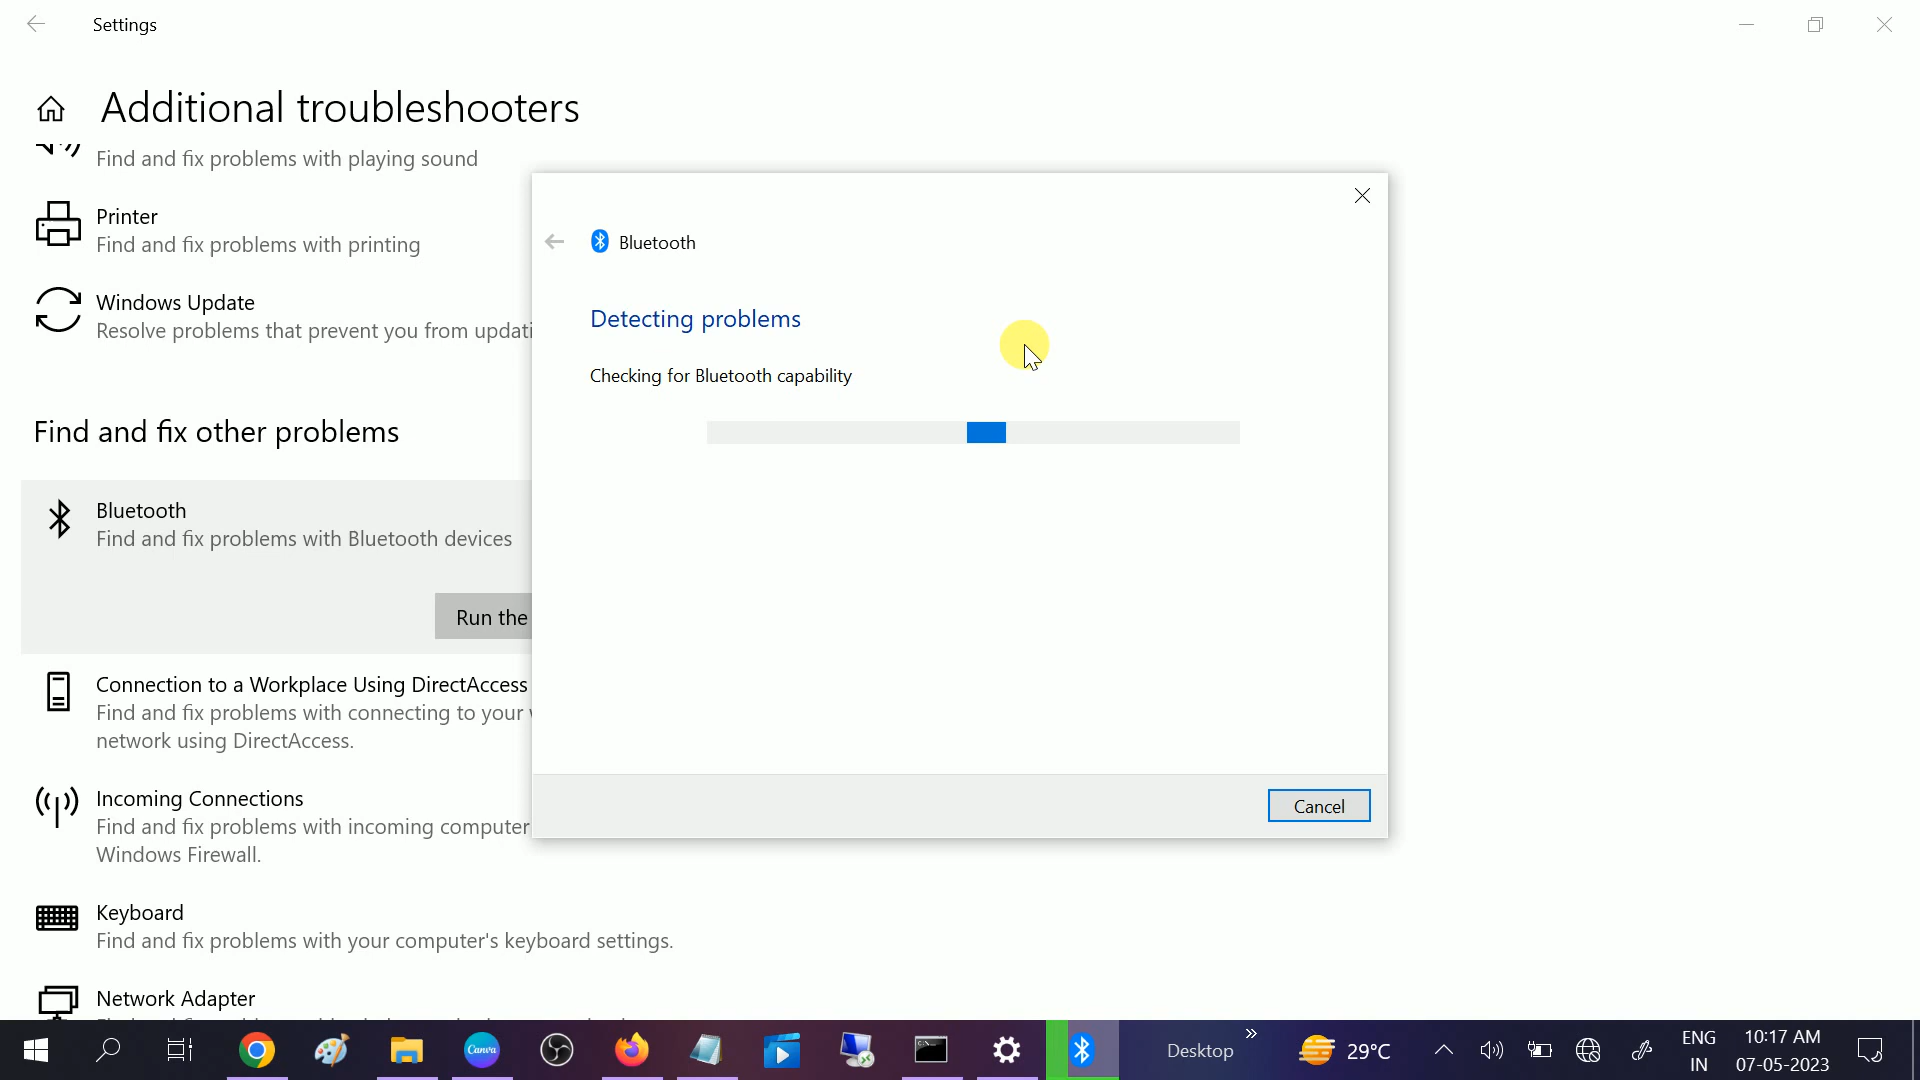 Settings
Additional troubleshooters
Find and fix problems with playing sound
Printer
Find and fix problems with printing
Windows Update
Resolve problems that prevent you from updati
Find and fix other problems
Bluetooth
Find and fix problems with Bluetooth devices
Run the
Connection to a Workplace Using DirectAccess
Find and fix problems with connecting to your
network using DirectAccess.
Incoming Connections
Find and fix problems with incoming computer
Windows Firewall.
Keyboard
Find and fix problems with your computer's keyboard settings.
Network Adapter
Bluetooth
Detecting problems
Checking for Bluetooth capability
Cancel
Canva
Desktop
29°C
ENG
IN
10:17 AM
07-05-2023